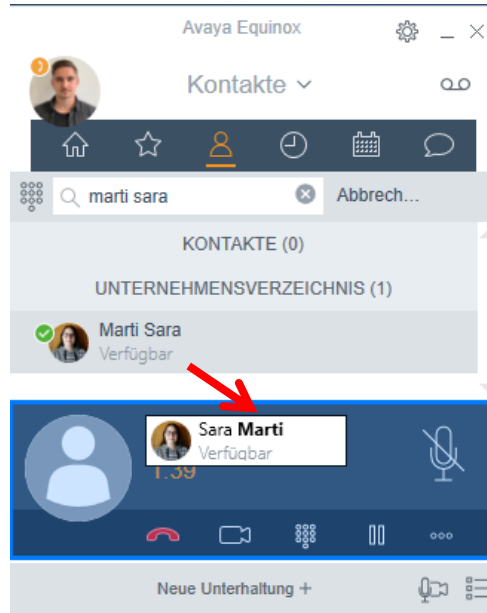 Avaya Equinox
Kontakte
marti sara
Abbrech...
KONTAKTE (0)
UNTERNEHMENSVERZEICHNIS (1)
Marti Sara
Verfügbar
Sara Marti
Verfügbar
1:39
Neue Unterhaltung +